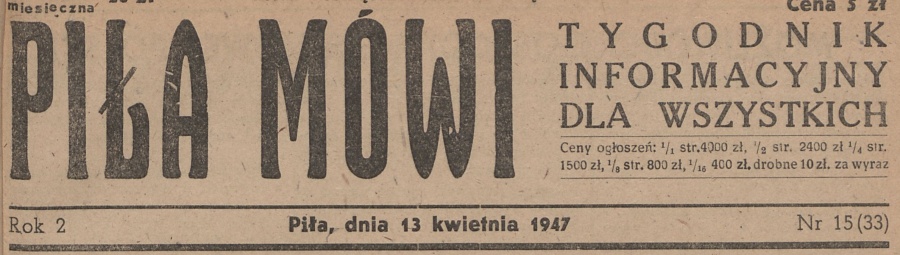 miesięczna
Cena 5 zł
PIŁA MÓWI
TYGODNIK
INFORMACYJNY
DLA WSZYSTKICH
Ceny ogłoszeń: 1/1 str.4000 zł, 1/2 str. 2400 zł 1/4 str.
1500 zł, 1/8 str. 800 zł, 1/16 400 zł. drobne 10 zł. za wyraz
Rok 2
Piła, dnia 13 kwietnia 1947
Nr 15(33)